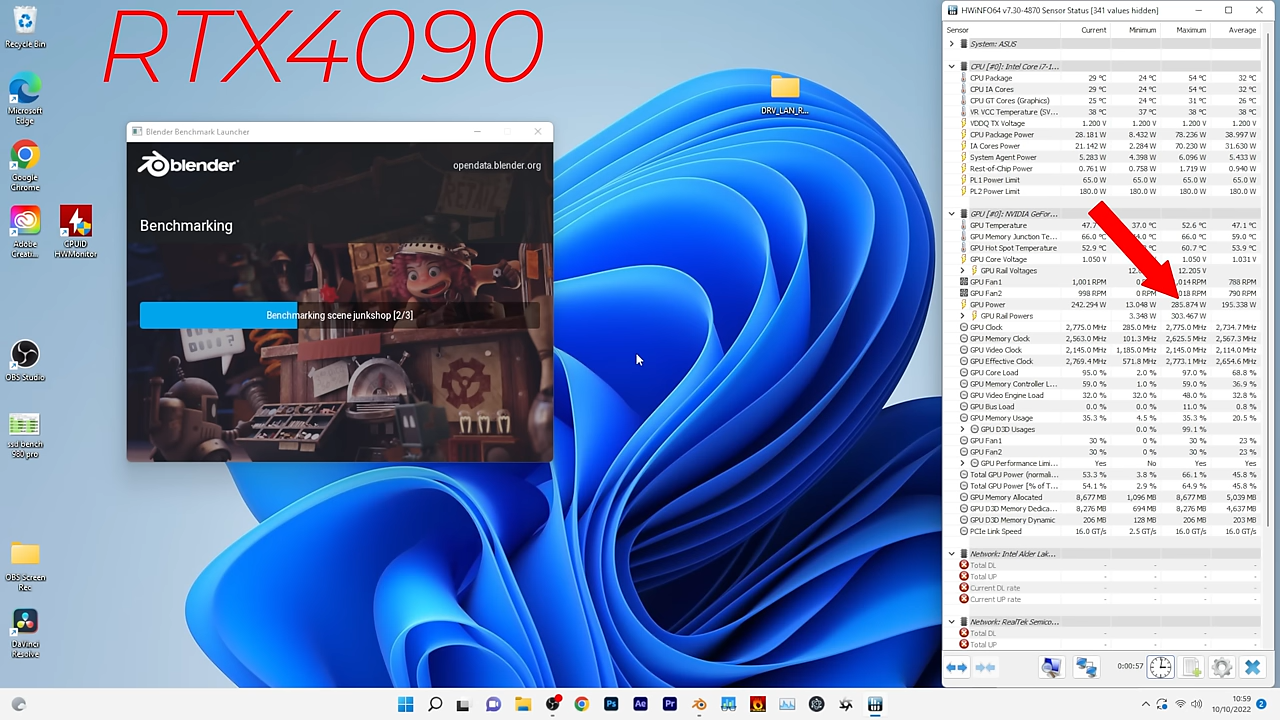 RTX4090
Recycle Bin
Microsoft
Edge
Google
Chrome
Adobe
Creati...
CPUID
HWMonitor
OBS Studio
ssd bench
980 pro
OBS Screen
Rec
DaVinci
Resolve
DRV_LAN_R...
Blender Benchmark Launcher
blender
opendata.blender.org
Benchmarking
Benchmarking scene junkshop [2/3]
HWiNFO64 v7.30-4870 Sensor Status [341 values hidden]
Sensor Current Minimum Maximum Average
System: ASUS
CPU [#0]: Intel Core i7-1...
CPU Package 29 °C 24 °C 54 °C 32 °C
CPU IA Cores 29 °C 24 °C 54 °C 32 °C
CPU GT Cores (Graphics) 25 °C 24 °C 31 °C 26 °C
VR VCC Temperature (SV... 38 °C 37 °C 38 °C 38 °C
VDDQ TX Voltage 1.200 V 1.200 V 1.200 V 1.200 V
CPU Package Power 28.181 W 8.432 W 78.236 W 38.997 W
IA Cores Power 21.142 W 2.284 W 70.230 W 31.630 W
System Agent Power 5.283 W 4.398 W 6.096 W 5.433 W
Rest-of-Chip Power 0.761 W 0.758 W 1.719 W 0.940 W
PL1 Power Limit 65.0 W 65.0 W 65.0 W 65.0 W
PL2 Power Limit 180.0 W 180.0 W 180.0 W 180.0 W
GPU [#0]: NVIDIA GeFor...
GPU Temperature 47.7 37.0 °C 52.6 °C 47.1 °C
GPU Memory Junction Te... 66.0 °C °C 66.0 °C 59.0 °C
GPU Hot Spot Temperature 52.9 °C °C 60.7 °C 53.9 °C
GPU Core Voltage 1.050 V 1.050 V 1.031 V
GPU Rail Voltages 12.205 V
GPU Fan1 1,001 RPM 788 RPM
GPU Fan2 998 RPM 0 RPM 790 RPM
GPU Power 242.294 W 13.048 W 285.874 W 195.338 W
GPU Rail Powers 3.348 W 303.467 W
GPU Clock 2,775.0 MHz 285.0 MHz 2,775.0 MHz 2,734.7 MHz
GPU Memory Clock 2,563.0 MHz 101.3 MHz 2,625.5 MHz 2,567.3 MHz
GPU Video Clock 2,145.0 MHz 1,185.0 MHz 2,145.0 MHz 2,114.0 MHz
GPU Effective Clock 2,769.4 MHz 571.8 MHz 2,773.1 MHz 2,654.6 MHz
GPU Core Load 95.0 % 2.0 % 97.0 % 68.8 %
GPU Memory Controller L... 59.0 % 1.0 % 59.0 % 36.9 %
GPU Video Engine Load 32.0 % 32.0 % 48.0 % 32.8 %
GPU Bus Load 0.0 % 0.0 % 11.0 % 0.8 %
GPU Memory Usage 35.3 % 4.5 % 35.3 % 20.5 %
GPU D3D Usages 0.0 % 99.1 %
GPU Fan1 30 % 0 % 30 % 23 %
GPU Fan2 30 % 0 % 30 % 23 %
GPU Performance Limi... Yes No Yes Yes
Total GPU Power (normali... 53.3 % 3.8 % 66.1 % 45.8 %
Total GPU Power [% of T... 54.1 % 2.9 % 64.9 % 45.8 %
GPU Memory Allocated 8,677 MB 1,096 MB 8,677 MB 5,039 MB
GPU D3D Memory Dedica... 8,276 MB 694 MB 8,276 MB 4,637 MB
GPU D3D Memory Dynamic 206 MB 128 MB 206 MB 203 MB
PCIe Link Speed 16.0 GT/s 2.5 GT/s 16.0 GT/s 16.0 GT/s
Network: Intel Alder Lak...
Total DL - - - -
Total UP - - - -
Current DL rate - - - -
Current UP rate - - - -
Network: RealTek Semico...
Total DL - - - -
Total UP - - - -
0:00:57
Ps
Ae
Pr
10:59
10/10/2022
2